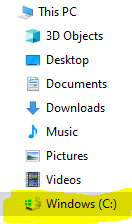 This PC
3D Objects
Desktop
Documents
Downloads
Music
Pictures
Videos
Windows (C:)